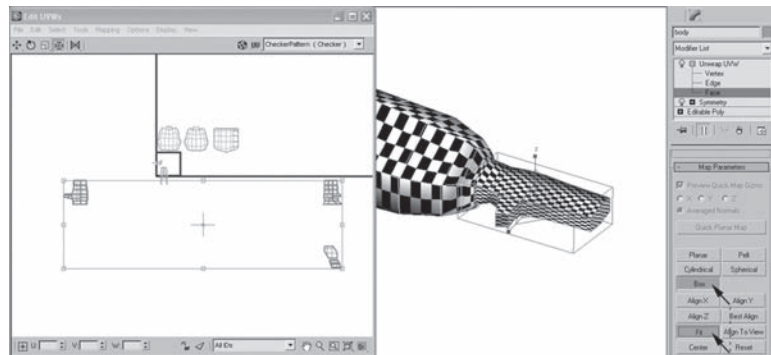 Edit UVWs
File Edit Select Tools Mapping Options Display View
CheckerPattern ( Checker )
U: V: W: All IDs
body
Modifier List
Unwrap UVW
Vertex
Edge
Face
Symmetry
Editable Poly
Map Parameters
Preview Quick Map Gizmo
X Y Z
Averaged Normals
Quick Planar Map
Planar Pelt
Cylindrical Spherical
Box
Align X Align Y
Align Z Best Align
Fit Align To View
Center Reset